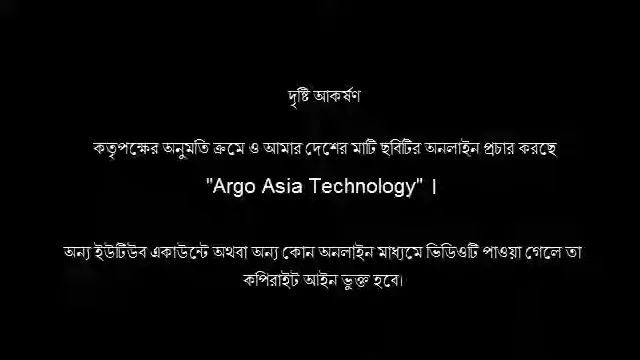 দৃষ্টি আকর্ষণ
কতৃপক্ষের অনুমতি ক্রমে ও আমার দেশের মাটি ছবিটির অনলাইন প্রচার করছে
"Argo Asia Technology" ।
অন্য ইউটিউব একাউন্টে অথবা অন্য কোন অনলাইন মাধ্যমে ভিডিওটি পাওয়া গেলে তা
কপিরাইট আইন ভুক্ত হবে।